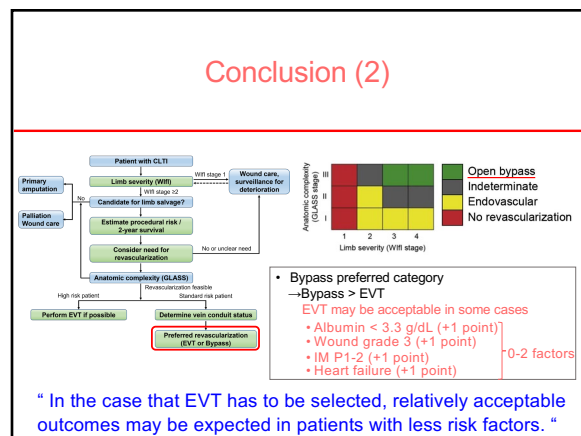 Conclusion (2)
Patient with CLTI
Limb severity (WIfI)
WIfI stage 1
Wound care,
surveillance for
deterioration
WIfI stage ≥2
Primary
amputation
No
Candidate for limb salvage?
Palliation
Wound care
Estimate procedural risk /
2-year survival
Consider need for
revascularization
No or unclear need
Anatomic complexity (GLASS)
Revascularization feasible
High risk patient
Standard risk patient
Perform EVT if possible
Determine vein conduit status
Preferred revascularization
(EVT or Bypass)
Anatomic complexity
(GLASS stage)
III
II
I
1 2 3 4
Limb severity (WIfI stage)
Open bypass
Indeterminate
Endovascular
No revascularization
• Bypass preferred category
→Bypass > EVT
EVT may be acceptable in some cases
• Albumin < 3.3 g/dL (+1 point)
• Wound grade 3 (+1 point)
• IM P1-2 (+1 point)
• Heart failure (+1 point)
0-2 factors
“ In the case that EVT has to be selected, relatively acceptable
outcomes may be expected in patients with less risk factors. “